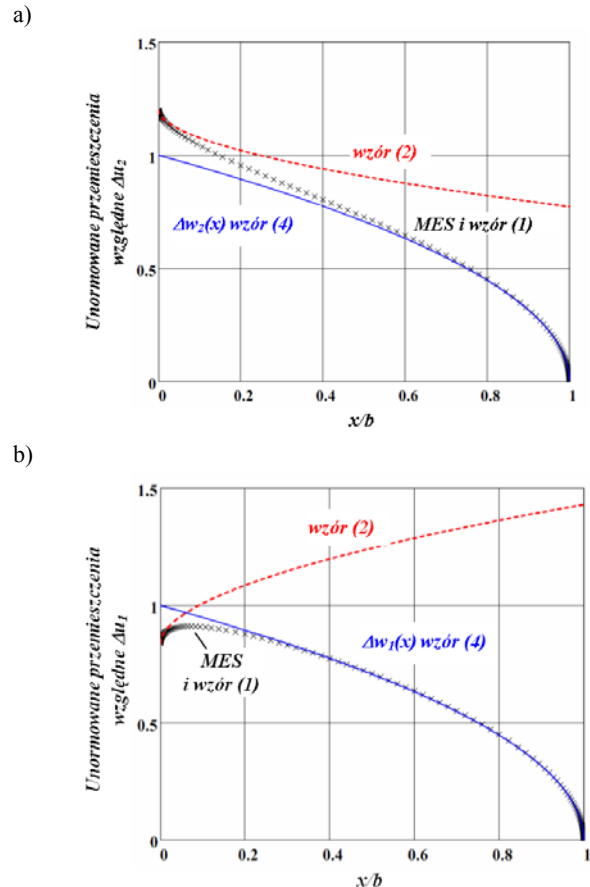 a)
Unormowane przemieszczenia
względne Δu2
1.5
1
0.5
0
wzór (2)
Δw2(x) wzór (4)
MES i wzór (1)
0.0
0.2
0.4
0.6
0.8
1
x/b
b)
Unormowane przemieszczenia
względne Δu1
1.5
1
0.5
0
wzór (2)
MES
i wzór (1)
Δw1(x) wzór (4)
0.0
0.2
0.4
0.6
0.8
1
x/b